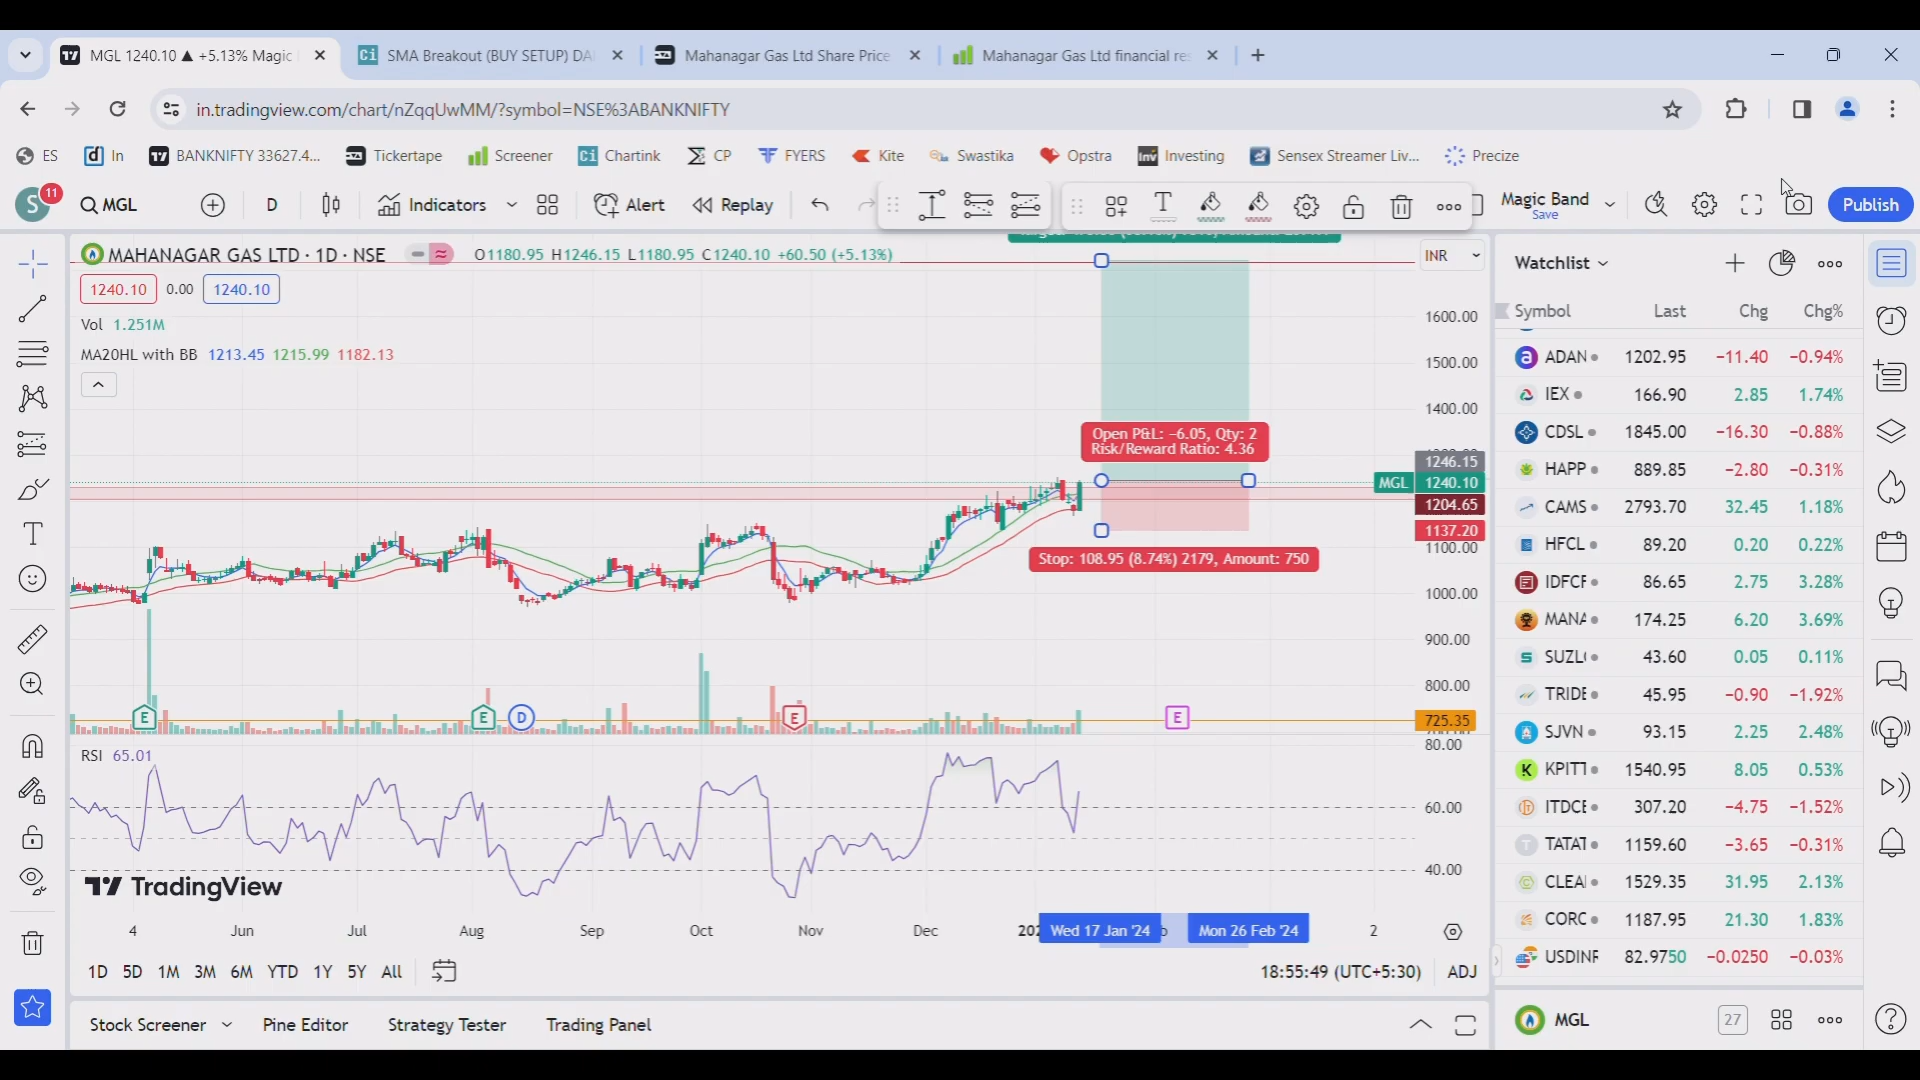 MGL 1240.10 ▲ +5.13% Magic
SMA Breakout (BUY SETUP) DA
Mahanagar Gas Ltd Share Price
Mahanagar Gas Ltd financial res
in.tradingview.com/chart/nZqqUwMM/?symbol=NSE%3ABANKNIFTY
ES In BANKNIFTY 33627.4... Tickertape Screener Chartink CP FYERS Kite Swastika Opstra Investing Sensex Streamer Liv... Precize
S 11 MGL D Indicators Alert Replay Magic Band Save Publish
MAHANAGAR GAS LTD · 1D · NSE O1180.95 H1246.15 L1180.95 C1240.10 +60.50 (+5.13%)
INR
1240.10 0.00 1240.10
Vol 1.251M
MA20HL with BB 1213.45 1215.99 1182.13
1600.00
1500.00
1400.00
Open P&L: −6.05, Qty: 2
Risk/Reward Ratio: 4.36
1246.15
MGL 1240.10
1204.65
1137.20
1100.00
Stop: 108.95 (8.74%) 2179, Amount: 750
1000.00
900.00
800.00
E E D E E
725.35
80.00
RSI 65.01
60.00
40.00
TradingView
4 Jun Jul Aug Sep Oct Nov Dec 202 Wed 17 Jan '24 Mon 26 Feb '24 2
1D 5D 1M 3M 6M YTD 1Y 5Y All
18:55:49 (UTC+5:30) ADJ
Stock Screener Pine Editor Strategy Tester Trading Panel
Watchlist
Symbol Last Chg Chg%
ADAN 1202.95 −11.40 −0.94%
IEX 166.90 2.85 1.74%
CDSL 1845.00 −16.30 −0.88%
HAPP 889.85 −2.80 −0.31%
CAMS 2793.70 32.45 1.18%
HFCL 89.20 0.20 0.22%
IDFCF 86.65 2.75 3.28%
MANA 174.25 6.20 3.69%
SUZL 43.60 0.05 0.11%
TRIDE 45.95 −0.90 −1.92%
SJVN 93.15 2.25 2.48%
KPITT 1540.95 8.05 0.53%
ITDCE 307.20 −4.75 −1.52%
TATAT 1159.60 −3.65 −0.31%
CLEA 1529.35 31.95 2.13%
CORO 1187.95 21.30 1.83%
USDINR 82.9750 −0.0250 −0.03%
MGL 27